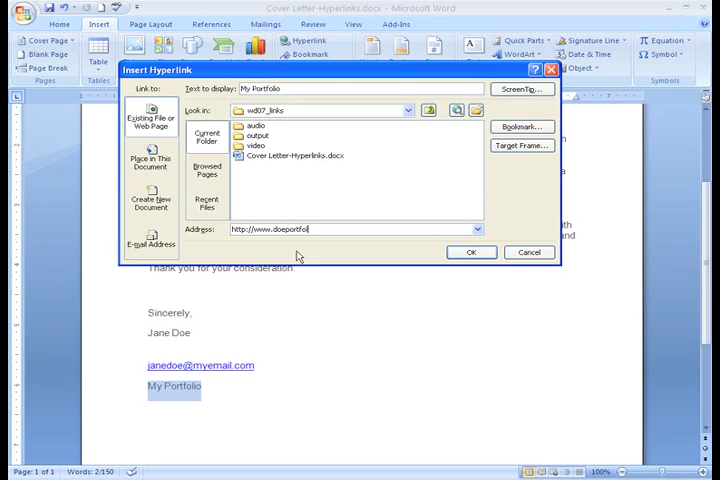 Cover Letter-Hyperlinks.docx - Microsoft Word
Home Insert Page Layout References Mailings Review View Add-Ins
Cover Page Hyperlink Quick Parts Signature Line Equation
Blank Page Bookmark WordArt Date & Time Symbol
Page Break Table Object
Pages Symbols
Insert Hyperlink
Link to: Text to display: My Portfolio ScreenTip...
Existing File or
Web Page
Look in: wd07_links
Place in This
Document
Create New
Document
E-mail Address
Current
Folder
Browsed
Pages
Recent
Files
audio
output
video
Cover Letter-Hyperlinks.docx
Bookmark...
Target Frame...
Address: http://www.doeportfol
OK Cancel
n
a
with
and
Thank you for your consideration.
Sincerely,
Jane Doe
janedoe@myemail.com
My Portfolio
Page: 1 of 1 Words: 2/150 100%